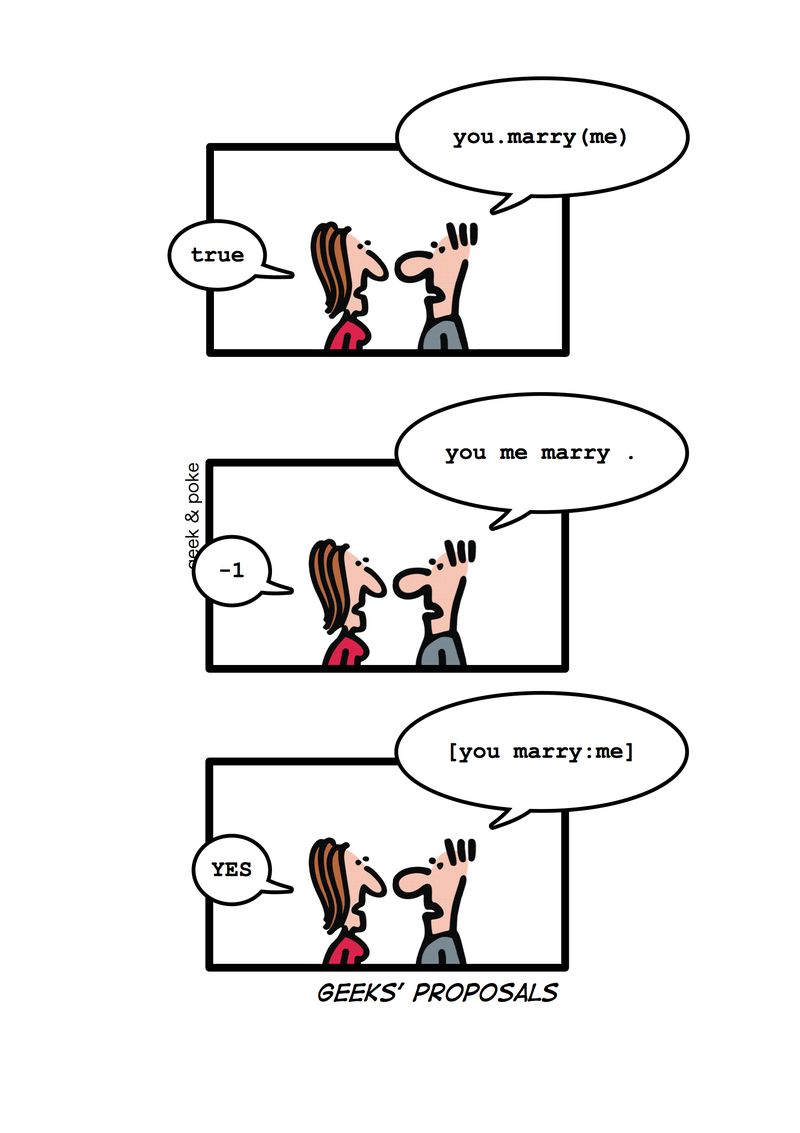 you.marry(me)
true
you me marry .
geek & poke
-1
[you marry:me]
YES
GEEKS' PROPOSALS